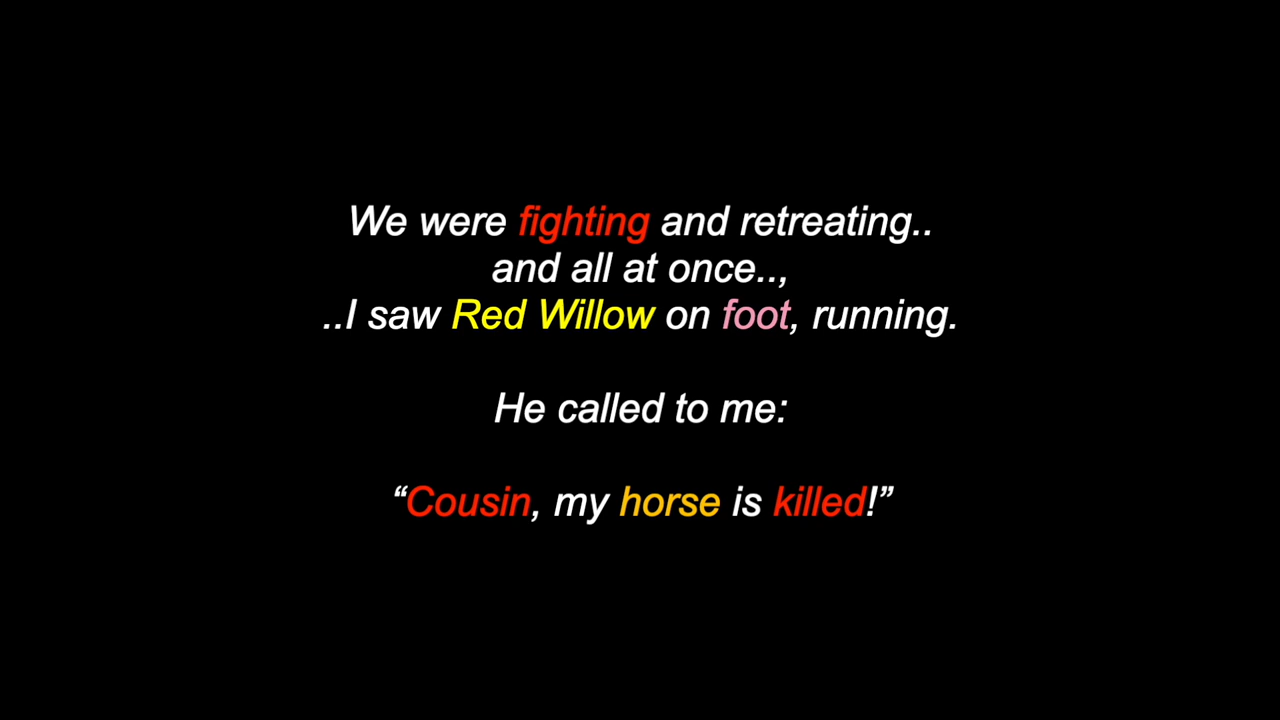 We were fighting and retreating..
and all at once..,
..I saw Red Willow on foot, running.
He called to me:
“Cousin, my horse is killed!”